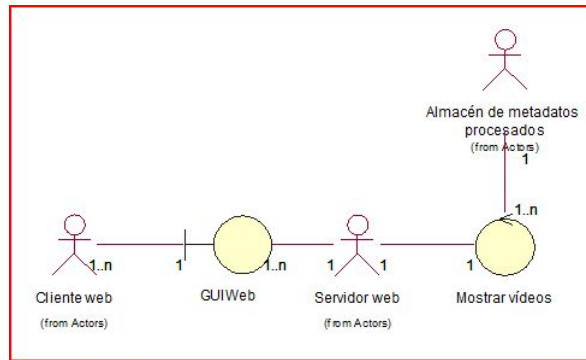 Almacén de metadatos
procesados
(from Actors)
1
1..n
1..n
1
1..n
1
1
1
Cliente web
GUIWeb
Servidor web
Mostrar vídeos
(from Actors)
(from Actors)